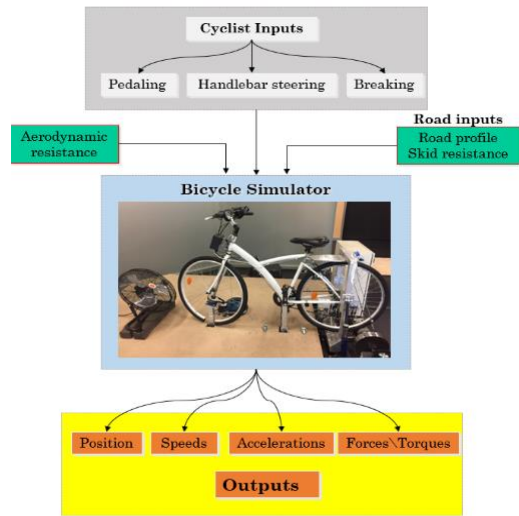 Cyclist Inputs
Pedaling
Handlebar steering
Breaking
Road inputs
Aerodynamic
resistance
Road profile
Skid resistance
Bicycle Simulator
Position
Speeds
Accelerations
Forces\Torques
Outputs